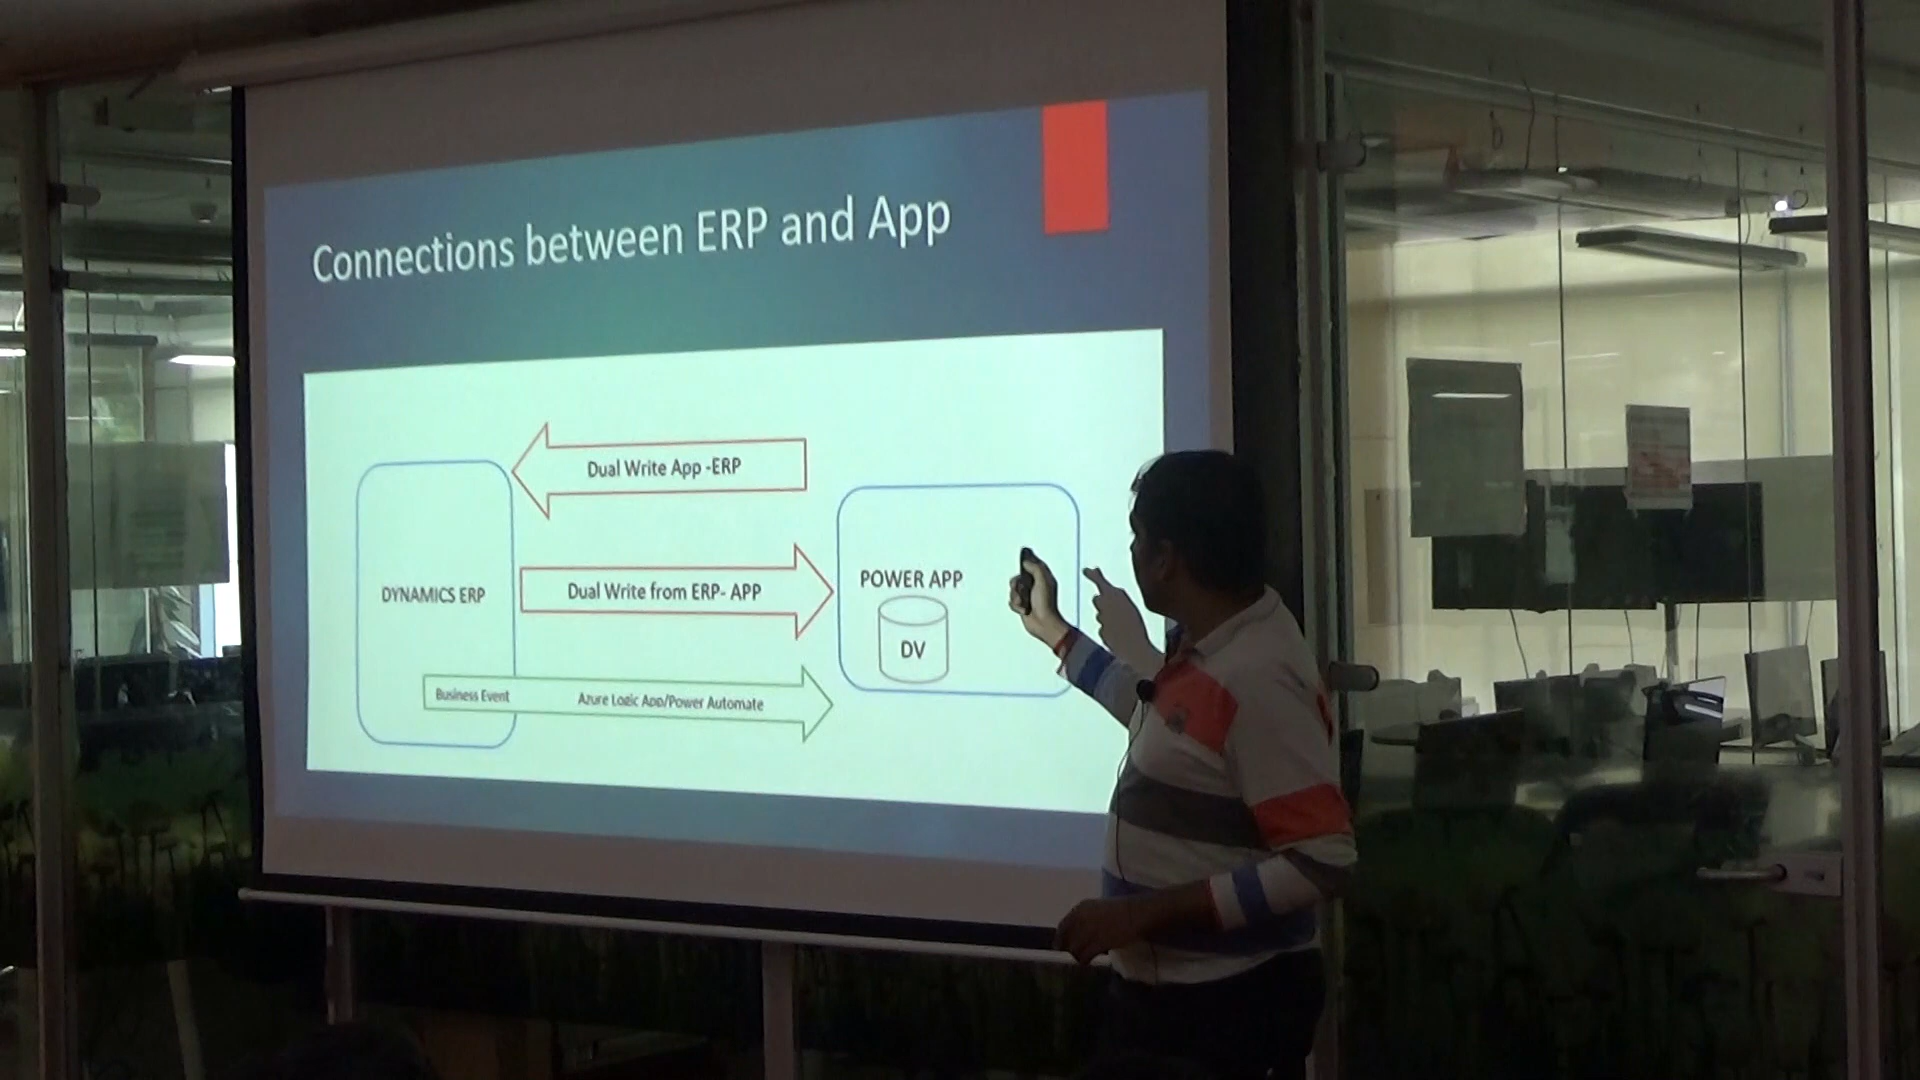 Connections between ERP and App
Dual Write App -ERP
DYNAMICS ERP
Dual Write from ERP- APP
POWER APP
DV
Business Event
Azure Logic App/Power Automate